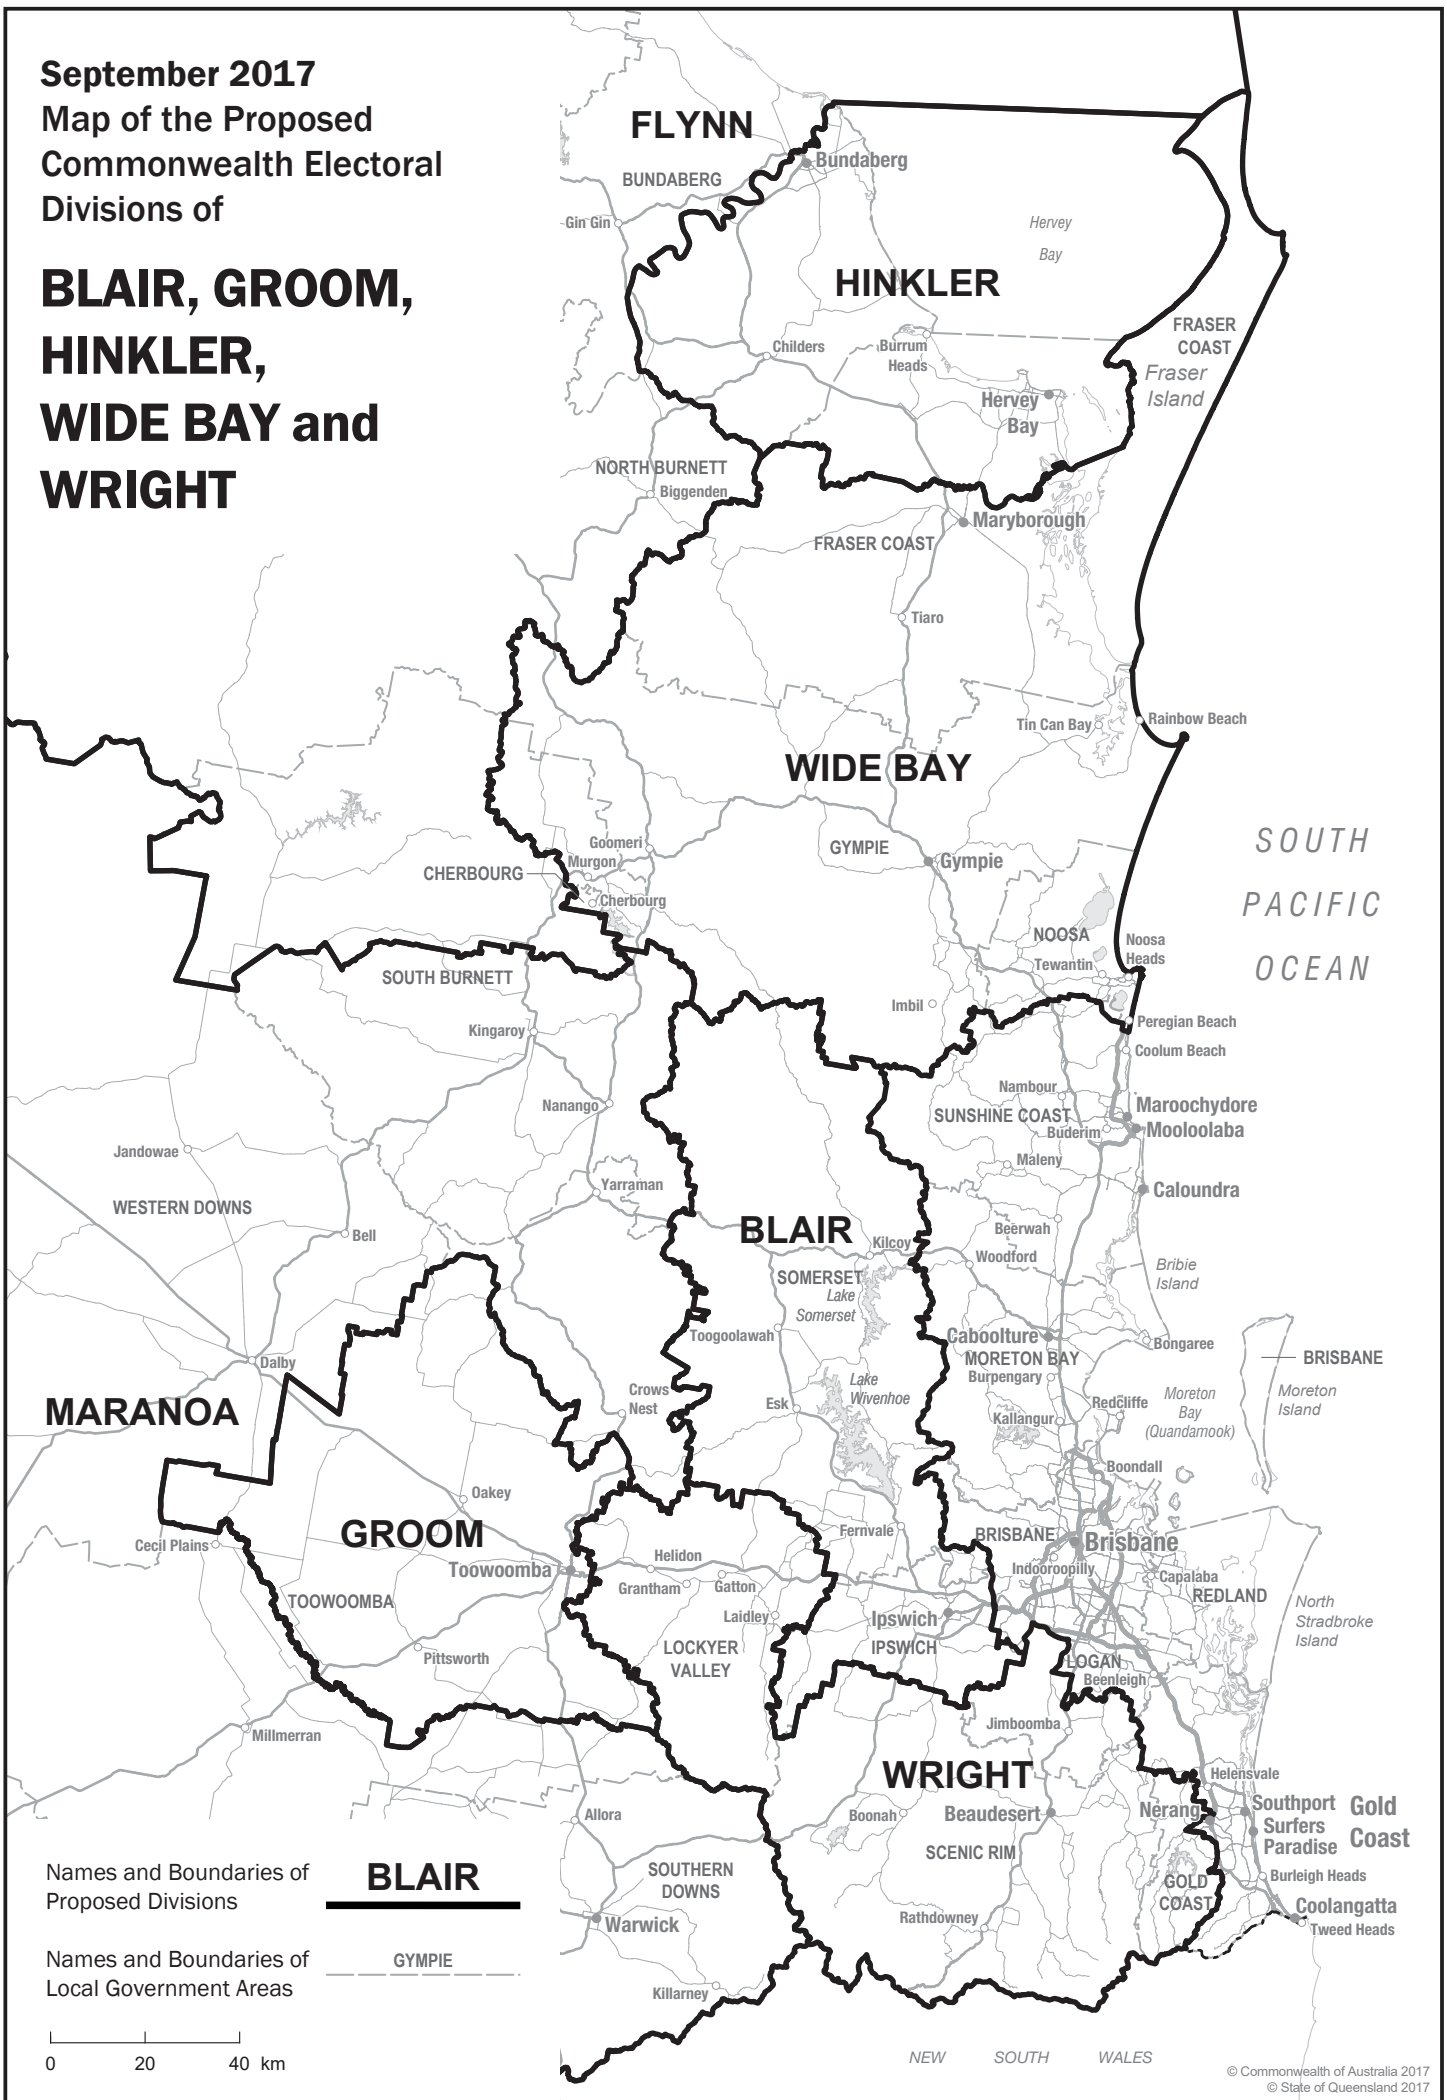 September 2017
Map of the Proposed
Commonwealth Electoral
Divisions of
BLAIR, GROOM,
HINKLER,
WIDE BAY and
WRIGHT
FLYNN
BUNDABERG
Bundaberg
Gin Gin
Hervey
Bay
HINKLER
FRASER
COAST
Fraser
Island
Childers
Burrum
Heads
Hervey
Bay
NORTH BURNETT
Biggenden
Maryborough
FRASER COAST
Tiaro
Tin Can Bay
Rainbow Beach
WIDE BAY
Goomeri
Murgon
CHERBOURG
Cherbourg
GYMPIE
Gympie
SOUTH
PACIFIC
OCEAN
NOOSA
Noosa
Heads
Tewantin
SOUTH BURNETT
Imbil
Kingaroy
Peregian Beach
Coolum Beach
Nanango
Nambour
SUNSHINE COAST
Maroochydore
Buderim
Mooloolaba
Jandowae
Maleny
Yarraman
Caloundra
WESTERN DOWNS
BLAIR
Beerwah
Bell
Kilcoy
Woodford
SOMERSET
Lake
Somerset
Bribie
Island
Toogoolawah
Caboolture
Bongaree
MORETON BAY
Burpengary
BRISBANE
Dalby
Lake
Wivenhoe
Moreton
Island
Crows
Nest
Esk
Redcliffe
Moreton
Bay
(Quandamook)
Kallangur
MARANOA
Boondall
Oakey
GROOM
Cecil Plains
Fernvale
BRISBANE
Brisbane
Helidon
Toowoomba
Indooroopilly
Grantham
Gatton
Capalaba
REDLAND
TOOWOOMBA
Laidley
Ipswich
North
Stradbroke
Island
LOCKYER
VALLEY
IPSWICH
Pittsworth
LOGAN
Beenleigh
Millmerran
Jimboomba
WRIGHT
Helensvale
Allora
Boonah
Beaudesert
Nerang
Southport
Surfers
Paradise
Gold
Coast
SCENIC RIM
SOUTHERN
DOWNS
GOLD
COAST
Burleigh Heads
Warwick
Rathdowney
Coolangatta
Tweed Heads
Killarney
Names and Boundaries of
Proposed Divisions
BLAIR
Names and Boundaries of
Local Government Areas
GYMPIE
0 20 40 km
NEW SOUTH WALES
© Commonwealth of Australia 2017
© State of Queensland 2017